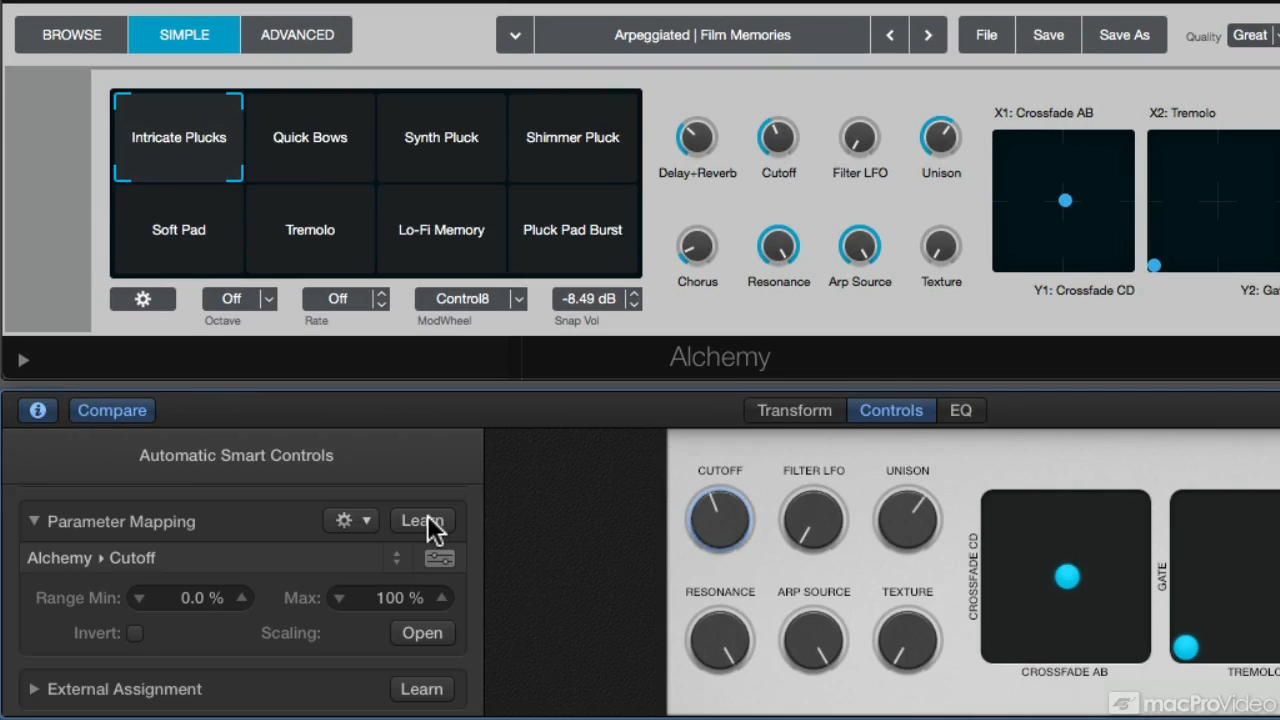 BROWSE SIMPLE ADVANCED Arpeggiated | Film Memories File Save Save As Quality Great
Intricate Plucks Quick Bows Synth Pluck Shimmer Pluck
Soft Pad Tremolo Lo-Fi Memory Pluck Pad Burst
Off Off Control8 -8.49 dB
Octave Rate ModWheel Snap Vol
Delay+Reverb Cutoff Filter LFO Unison
Chorus Resonance Arp Source Texture
X1: Crossfade AB X2: Tremolo
Y1: Crossfade CD Y2: Ga
Alchemy
Compare Transform Controls EQ
Automatic Smart Controls
Parameter Mapping Learn
Alchemy ▸ Cutoff
Range Min: 0.0 % Max: 100 %
Invert: Scaling: Open
External Assignment Learn
CUTOFF FILTER LFO UNISON
RESONANCE ARP SOURCE TEXTURE
CROSSFADE CD
CROSSFADE AB
GATE
TREMOLO
macProVideo